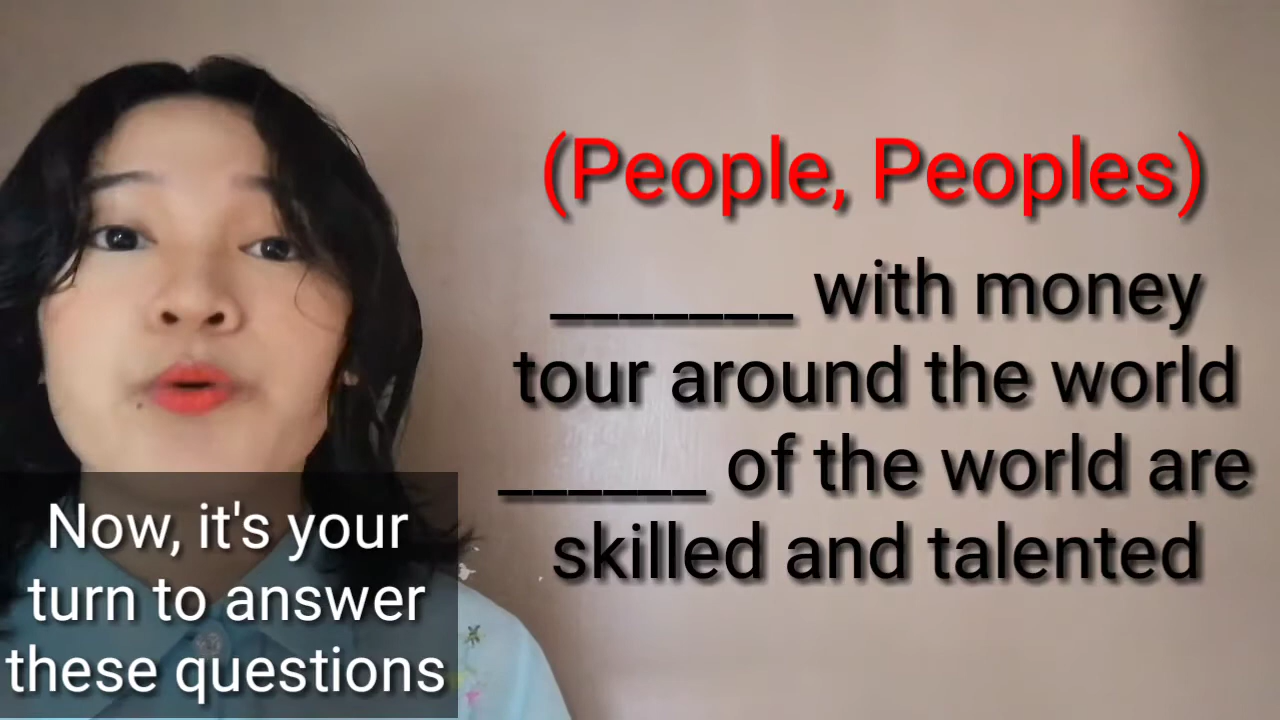 (People, Peoples)
_______ with money
tour around the world
______ of the world are
skilled and talented
Now, it's your
turn to answer
these questions